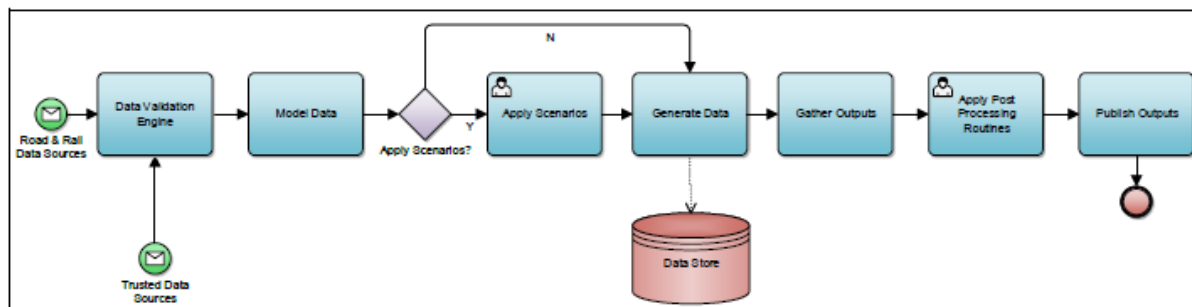 N
Data Validation
Engine
Model Data
Apply Scenarios
Generate Data
Gather Outputs
Apply Post
Processing
Routines
Publish Outputs
Y
Road & Rail
Data Sources
Apply Scenarios?
Data Store
Trusted Data
Sources